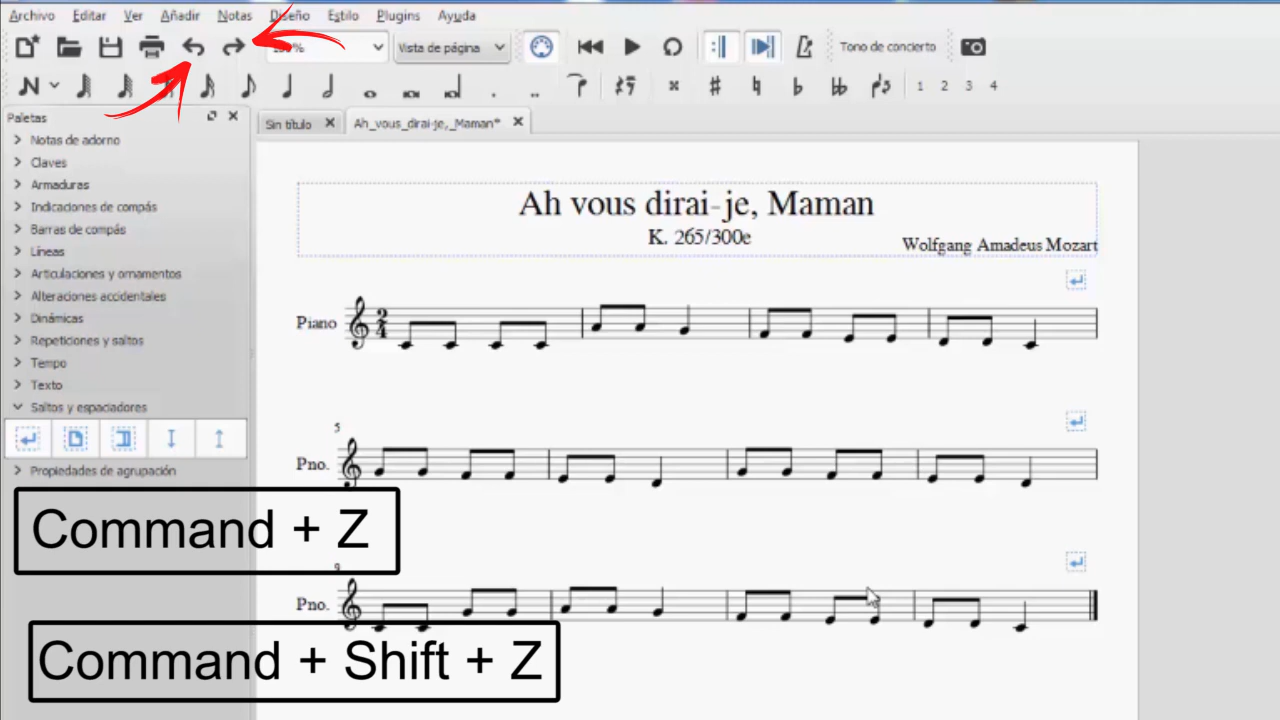 Archivo Editar Ver Añadir Notas Diseño Estilo Plugins Ayuda
Vista de página Tono de concierto
1 2 3 4
Paletas
Sin título Ah_vous_dirai-je,_Maman*
Notas de adorno
Claves
Armaduras
Indicaciones de compás
Barras de compás
Líneas
Articulaciones y ornamentos
Alteraciones accidentales
Dinámicas
Repeticiones y saltos
Tempo
Texto
Saltos y espaciadores
Propiedades de agrupación
Ah vous dirai-je, Maman
K. 265/300e
Wolfgang Amadeus Mozart
Piano
2
4
5
Pno.
9
Pno.
Command + Z
Command + Shift + Z